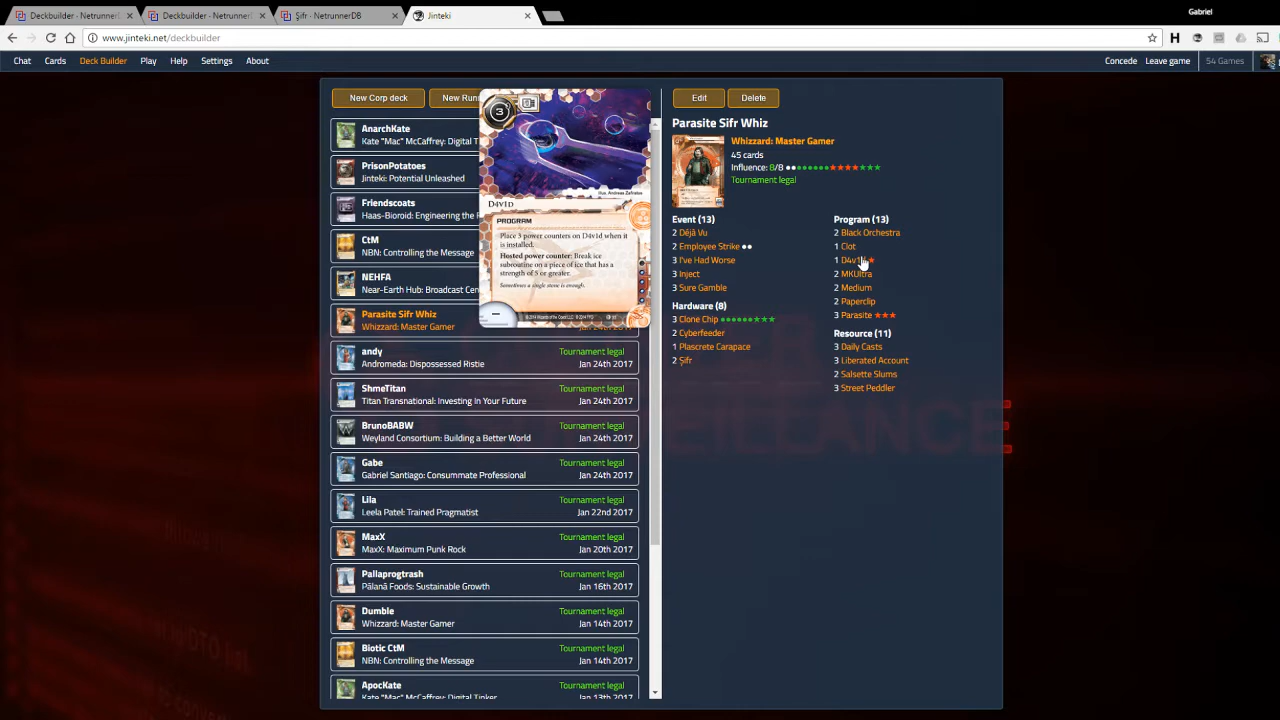 Deckbuilder · Netrunner
Deckbuilder · Netrunner
Şifr · NetrunnerDB
Jinteki
Gabriel
www.jinteki.net/deckbuilder
Chat Cards Deck Builder Play Help Settings About
Concede Leave game 54 Games
New Corp deck
Edit
Delete
AnarchKate
Kate "Mac" McCaffrey: Digital T
PrisonPotatoes
Jinteki: Potential Unleashed
Friendscoats
Haas-Bioroid: Engineering the
CtM
NBN: Controlling the Message
NEHFA
Near-Earth Hub: Broadcast Cen
Parasite Sifr Whiz
Whizzard: Master Gamer
andy Tournament legal
Andromeda: Dispossessed Ristie Jan 24th 2017
ShmeTitan Tournament legal
Titan Transnational: Investing In Your Future Jan 24th 2017
BrunoBABW Tournament legal
Weyland Consortium: Building a Better World Jan 24th 2017
Gabe Tournament legal
Gabriel Santiago: Consummate Professional Jan 24th 2017
Lila Tournament legal
Leela Patel: Trained Pragmatist Jan 22nd 2017
MaxX Tournament legal
MaxX: Maximum Punk Rock Jan 20th 2017
Pallaprogtrash Tournament legal
Pālanā Foods: Sustainable Growth Jan 16th 2017
Dumble Tournament legal
Whizzard: Master Gamer Jan 14th 2017
Biotic CtM Tournament legal
NBN: Controlling the Message Jan 14th 2017
ApocKate Tournament legal
Kate "Mac" McCaffrey: Digital Tinker Jan 13th 2017
3
D4V1D
PROGRAM
Place 3 power counters on D4v1d when it
is installed.
Hosted power counter: Break ice
subroutine on a piece of ice that has a
strength of 5 or greater.
Sometimes a single stone is enough.
Parasite Sifr Whiz
Whizzard: Master Gamer
45 cards
Influence: 8/8
Tournament legal
Event (13)
2 Déjà Vu
2 Employee Strike
3 I've Had Worse
3 Inject
3 Sure Gamble
Hardware (8)
3 Clone Chip
2 Cyberfeeder
1 Plascrete Carapace
2 Şifr
Program (13)
2 Black Orchestra
1 Clot
1 D4v1d
2 MKUltra
2 Medium
2 Paperclip
3 Parasite
Resource (11)
3 Daily Casts
3 Liberated Account
2 Salsette Slums
3 Street Peddler